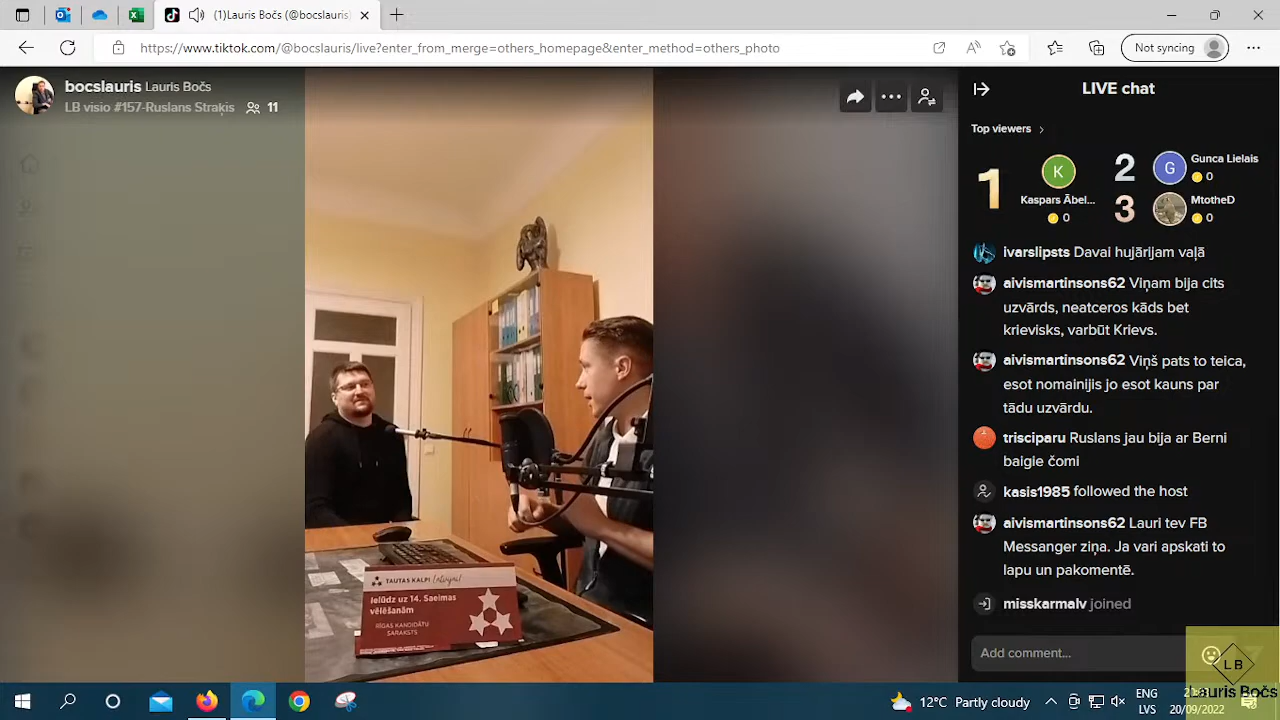 (1)Lauris Bočs (@bocslauris)
https://www.tiktok.com/@bocslauris/live?enter_from_merge=others_homepage&enter_method=others_photo
Not syncing
bocslauris Lauris Bočs
LB visio #157-Ruslans Straķis 11
TAUTAS KALPI Latvijai
Ielūdz uz 14. Saeimas
vēlēšanām
RĪGAS KANDIDĀTU
SARAKSTS
LIVE chat
Top viewers
1
K
Kaspars Ābel...
0
2
G
Gunca Lielais
0
3
MtotheD
0
ivarslipsts Davai hujārijam vaļā
aivismartinsons62 Viņam bija cits
uzvārds, neatceros kāds bet
krievisks, varbūt Krievs.
aivismartinsons62 Viņš pats to teica,
esot nomainijis jo esot kauns par
tādu uzvārdu.
trisciparu Ruslans jau bija ar Berni
balgie čomi
kasis1985 followed the host
aivismartinsons62 Lauri tev FB
Messanger ziņa. Ja vari apskati to
lapu un pakomentē.
misskarmalv joined
Add comment...
LB
Lauris Bočs
12°C Partly cloudy
ENG
LVS
20/09/2022